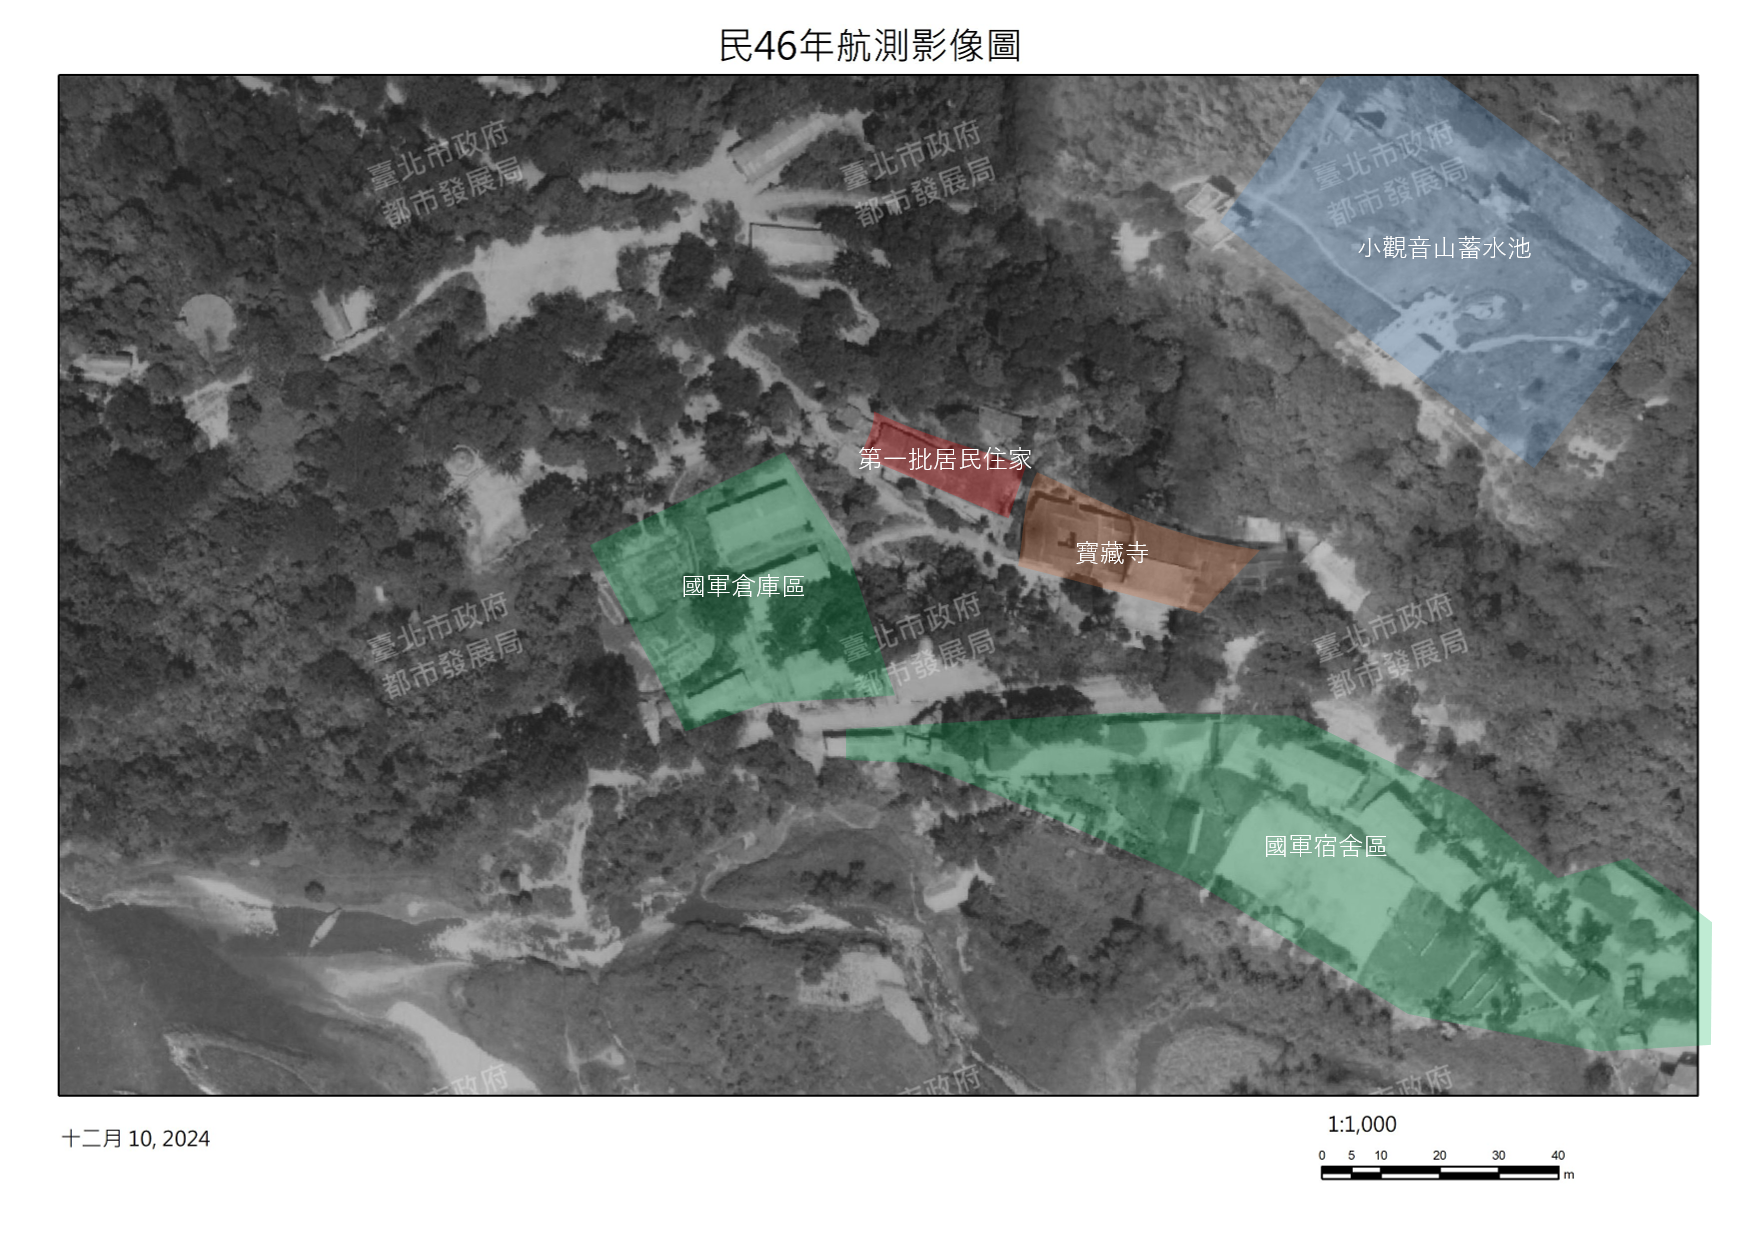 民46年航測影像圖
臺北市政府
都市發展局
臺北市政府
都市發展局
臺北市政府
都市發展局
小觀音山蓄水池
第一批居民住家
寶藏寺
國軍倉庫區
臺北市政府
都市發展局
臺北市政府
都市發展局
臺北市政府
都市發展局
國軍宿舍區
市政府
市政府
市政府
十二月 10, 2024
1:1,000
0 5 10 20 30 40
m